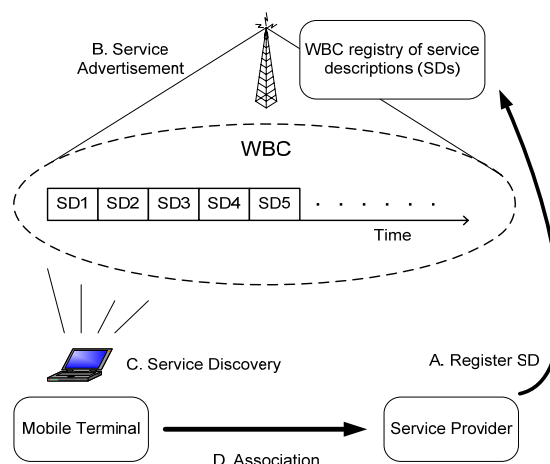 B. Service
Advertisement
WBC registry of service
descriptions (SDs)
WBC
SD1 SD2 SD3 SD4 SD5 . . . . . .
Time
C. Service Discovery
A. Register SD
Mobile Terminal
Service Provider
D. Association